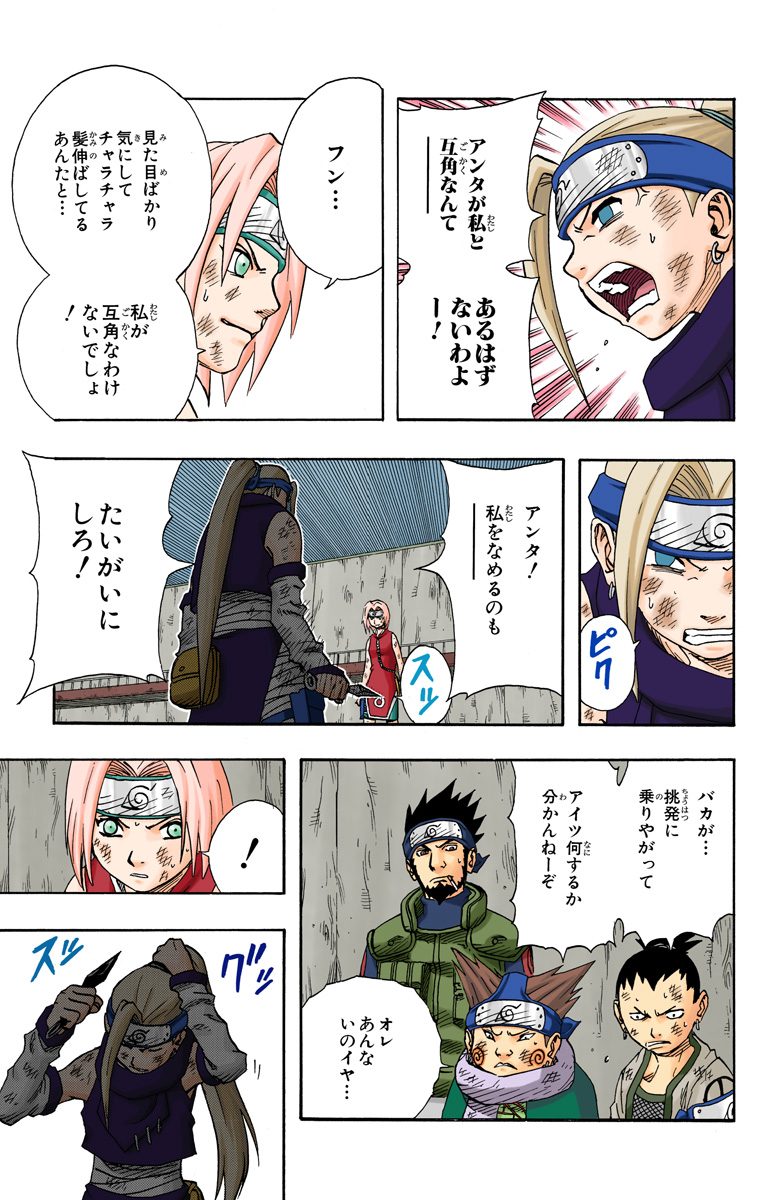 アンタが私と
互角なんて
――
あるはず
ないわよ
ー！
フン…
見た目ばかり
気にして
チャラチャラ
髪伸ばしてる
あんたと…
私が
互角なわけ
ないでしょ
！
ピク
アンタ！
私をなめるのも
――
たいがいに
しろ！
スッ
バカが…
挑発に
乗りやがって
アイツ何するか
分かんねーぞ
オレ
あんな
いのイヤ…
！
グッ
スッ